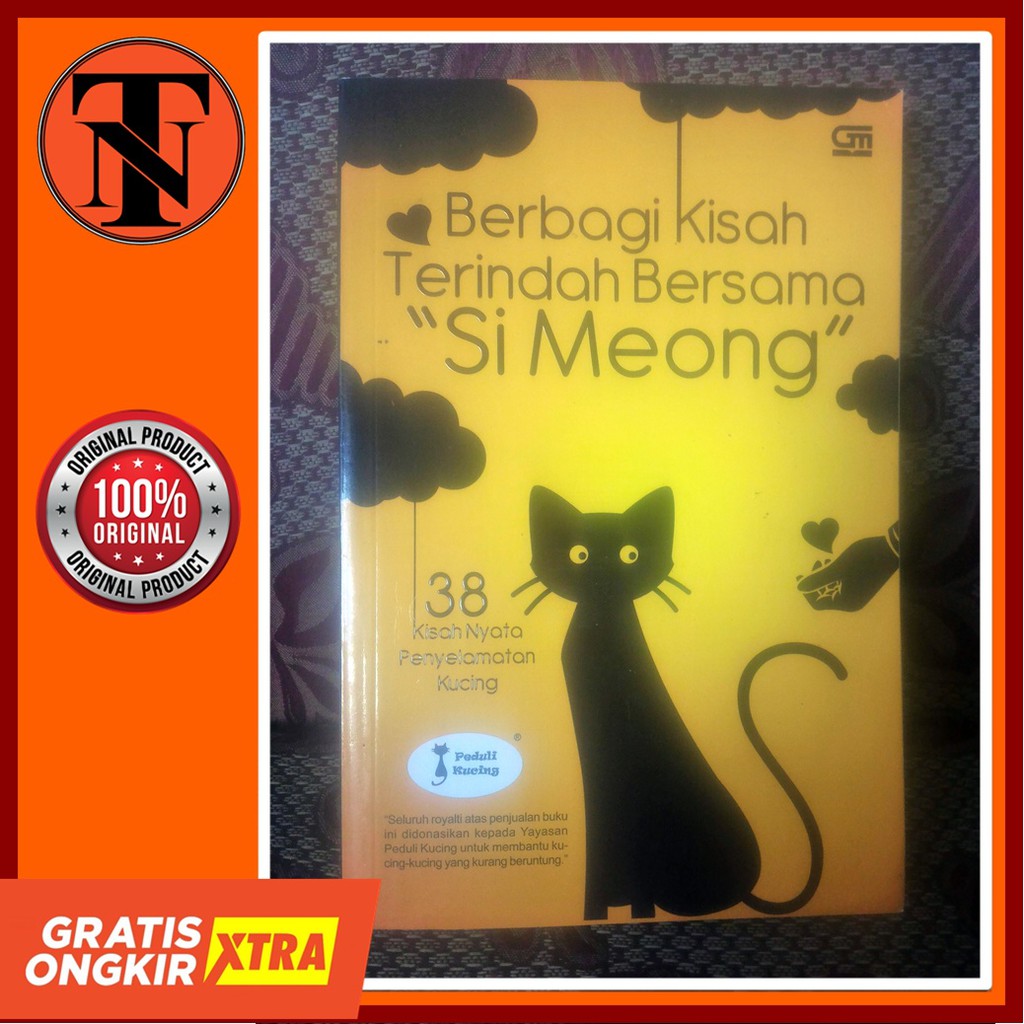 TN
Berbagi Kisah
Terindah Bersama
"Si Meong"
GM
ORIGINAL PRODUCT
100%
ORIGINAL
ORIGINAL PRODUCT
38
Kisah Nyata
Penyelamatan
Kucing
Peduli
Kucing
®
"Seluruh royalti atas penjualan buku
ini didonasikan kepada Yayasan
Peduli Kucing untuk membantu ku-
cing-kucing yang kurang beruntung."
GRATIS
ONGKIR
XTRA